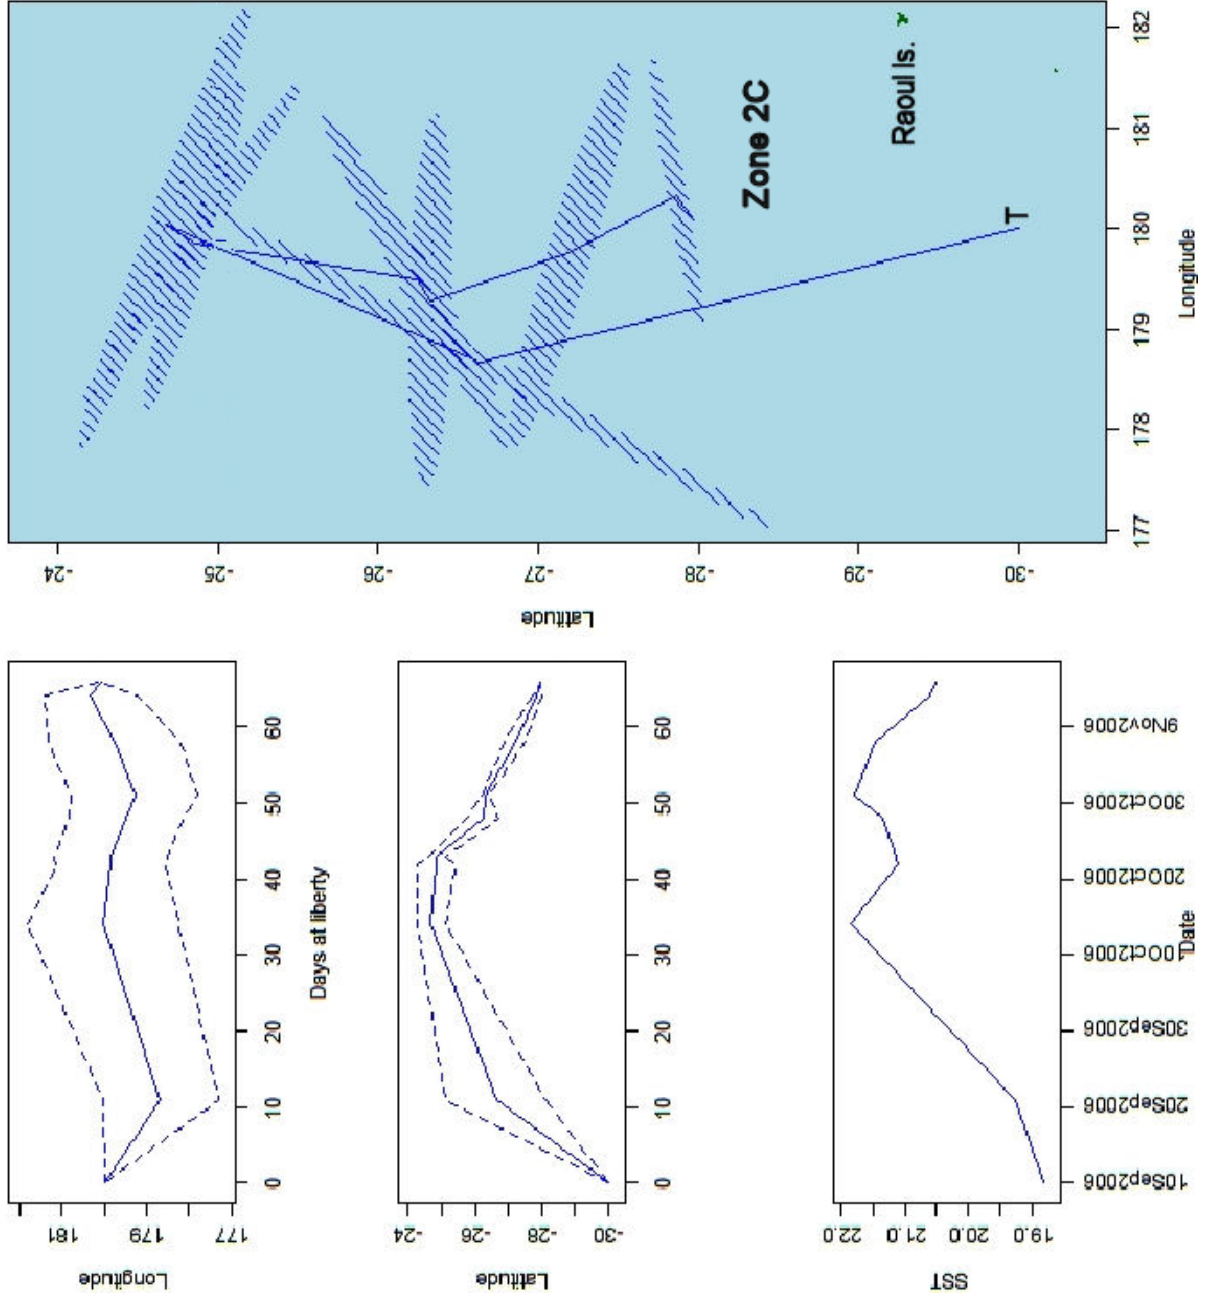 Longitude
181
179
177
0
10
20
30
40
50
60
Days at liberty
Latitude
-24
-26
-28
-30
0
10
20
30
40
50
60
SST
22.0
21.0
20.0
19.0
10Sep2006
20Sep2006
30Sep2006
10Oct2006
20Oct2006
30Oct2006
9Nov2006
Date
Latitude
-24
-25
-26
-27
-28
-29
-30
177
178
179
180
181
182
Longitude
Zone 2C
Raoul Is.
T